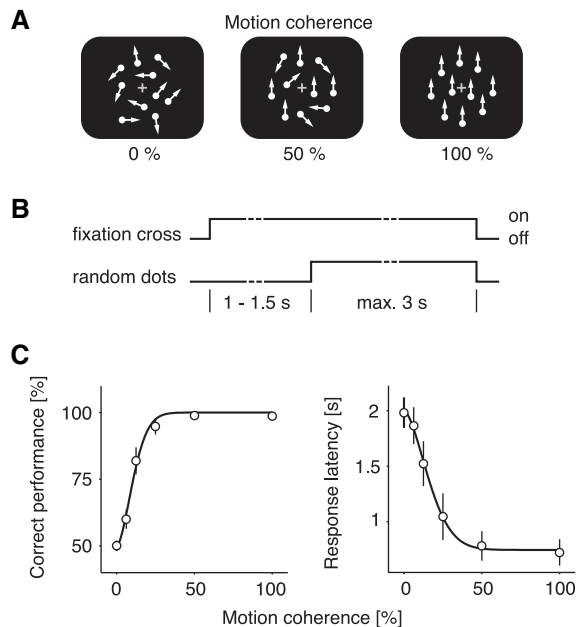 A
Motion coherence
0 %
50 %
100 %
B
fixation cross
on
off
random dots
1 - 1.5 s
max. 3 s
C
Correct performance [%]
100
75
50
0
50
100
Response latency [s]
2
1.5
1
0
50
100
Motion coherence [%]